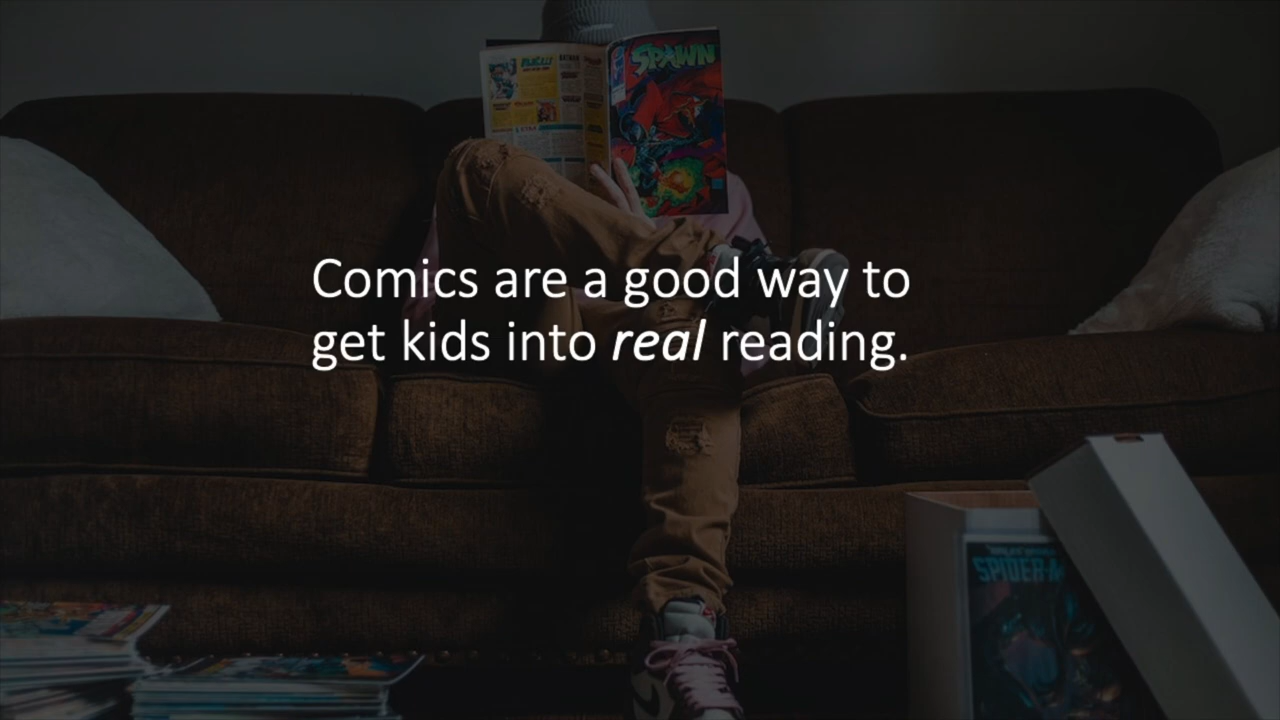 SPAWN
Comics are a good way to
get kids into real reading.
SPIDER-M